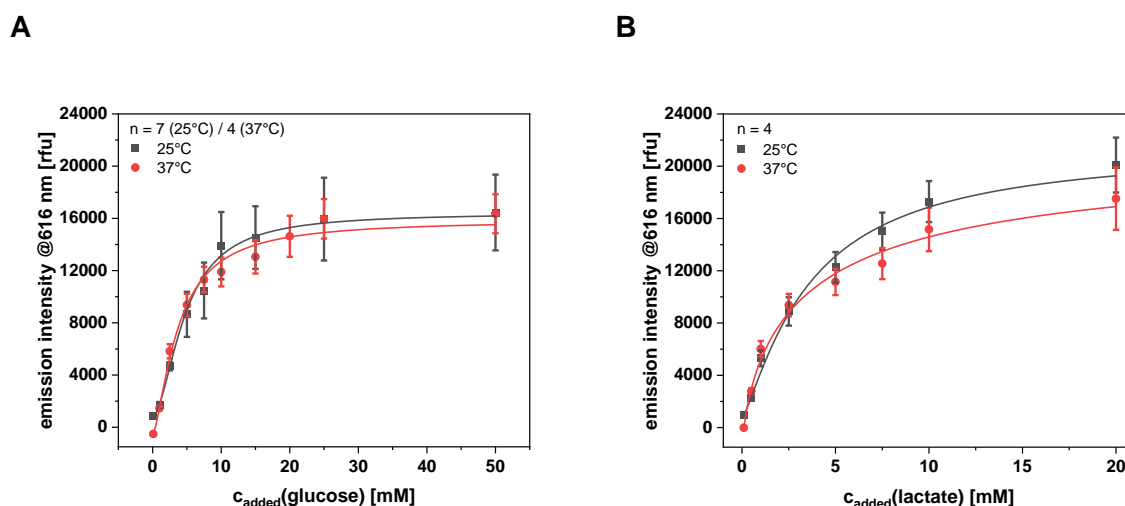 A
emission intensity @616 nm [rfu]
24000
20000
16000
12000
8000
4000
0
n = 7 (25°C) / 4 (37°C)
25°C
37°C
0 10 20 30 40 50
c_added(glucose) [mM]
B
emission intensity @616 nm [rfu]
24000
20000
16000
12000
8000
4000
0
n = 4
25°C
37°C
0 5 10 15 20
c_added(lactate) [mM]